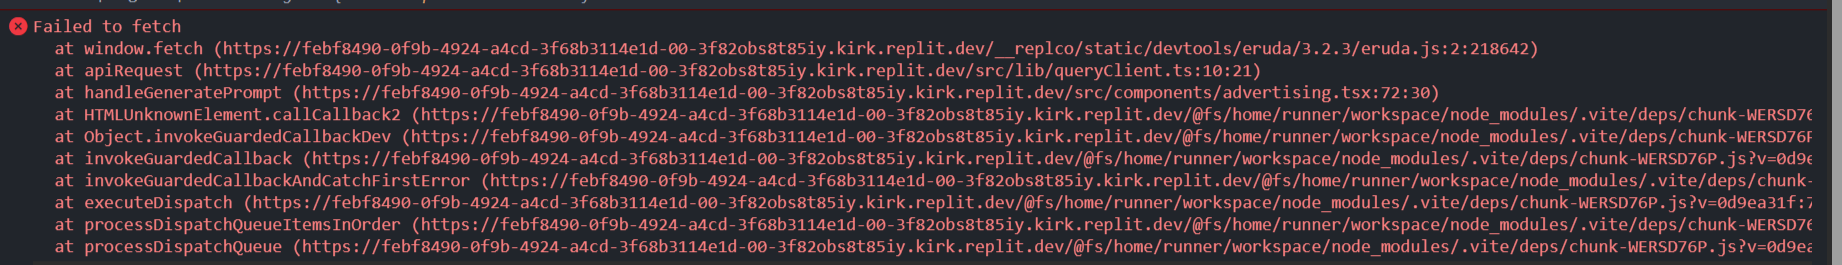 Failed to fetch
at window.fetch (https://febf8490-0f9b-4924-a4cd-3f68b3114e1d-00-3f82obs8t85iy.kirk.replit.dev/__replco/static/devtools/eruda/3.2.3/eruda.js:2:218642)
at apiRequest (https://febf8490-0f9b-4924-a4cd-3f68b3114e1d-00-3f82obs8t85iy.kirk.replit.dev/src/lib/queryClient.ts:10:21)
at handleGeneratePrompt (https://febf8490-0f9b-4924-a4cd-3f68b3114e1d-00-3f82obs8t85iy.kirk.replit.dev/src/components/advertising.tsx:72:30)
at HTMLUnknownElement.callCallback2 (https://febf8490-0f9b-4924-a4cd-3f68b3114e1d-00-3f82obs8t85iy.kirk.replit.dev/@fs/home/runner/workspace/node_modules/.vite/deps/chunk-WERSD76
at Object.invokeGuardedCallbackDev (https://febf8490-0f9b-4924-a4cd-3f68b3114e1d-00-3f82obs8t85iy.kirk.replit.dev/@fs/home/runner/workspace/node_modules/.vite/deps/chunk-WERSD76P
at invokeGuardedCallback (https://febf8490-0f9b-4924-a4cd-3f68b3114e1d-00-3f82obs8t85iy.kirk.replit.dev/@fs/home/runner/workspace/node_modules/.vite/deps/chunk-WERSD76P.js?v=0d9e
at invokeGuardedCallbackAndCatchFirstError (https://febf8490-0f9b-4924-a4cd-3f68b3114e1d-00-3f82obs8t85iy.kirk.replit.dev/@fs/home/runner/workspace/node_modules/.vite/deps/chunk-
at executeDispatch (https://febf8490-0f9b-4924-a4cd-3f68b3114e1d-00-3f82obs8t85iy.kirk.replit.dev/@fs/home/runner/workspace/node_modules/.vite/deps/chunk-WERSD76P.js?v=0d9ea31f:7
at processDispatchQueueItemsInOrder (https://febf8490-0f9b-4924-a4cd-3f68b3114e1d-00-3f82obs8t85iy.kirk.replit.dev/@fs/home/runner/workspace/node_modules/.vite/deps/chunk-WERSD76
at processDispatchQueue (https://febf8490-0f9b-4924-a4cd-3f68b3114e1d-00-3f82obs8t85iy.kirk.replit.dev/@fs/home/runner/workspace/node_modules/.vite/deps/chunk-WERSD76P.js?v=0d9ea